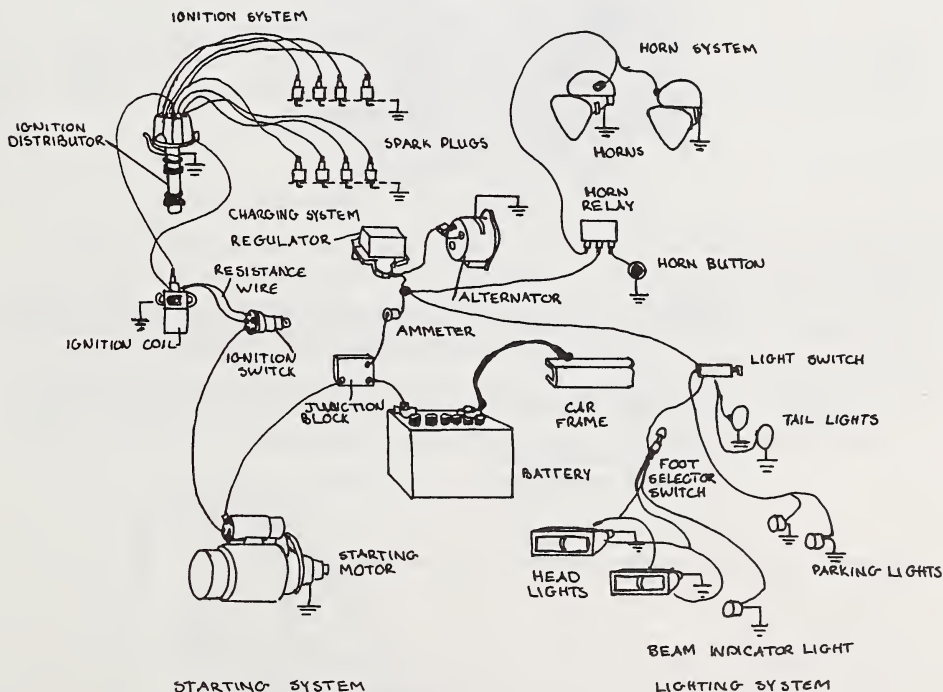 IGNITION SYSTEM
HORN SYSTEM
IGNITION
DISTRIBUTOR
SPARK PLUGS
HORNS
HORN
RELAY
CHARGING SYSTEM
REGULATOR
HORN BUTTON
RESISTANCE
WIRE
ALTERNATOR
AMMETER
IGNITION COIL
IGNITION
SWITCH
LIGHT SWITCH
JUNCTION
BLOCK
CAR
FRAME
TAIL LIGHTS
BATTERY
FOOT
SELECTOR
SWITCH
STARTING
MOTOR
HEAD
LIGHTS
PARKING LIGHTS
BEAM INDICATOR LIGHT
STARTING SYSTEM
LIGHTING SYSTEM